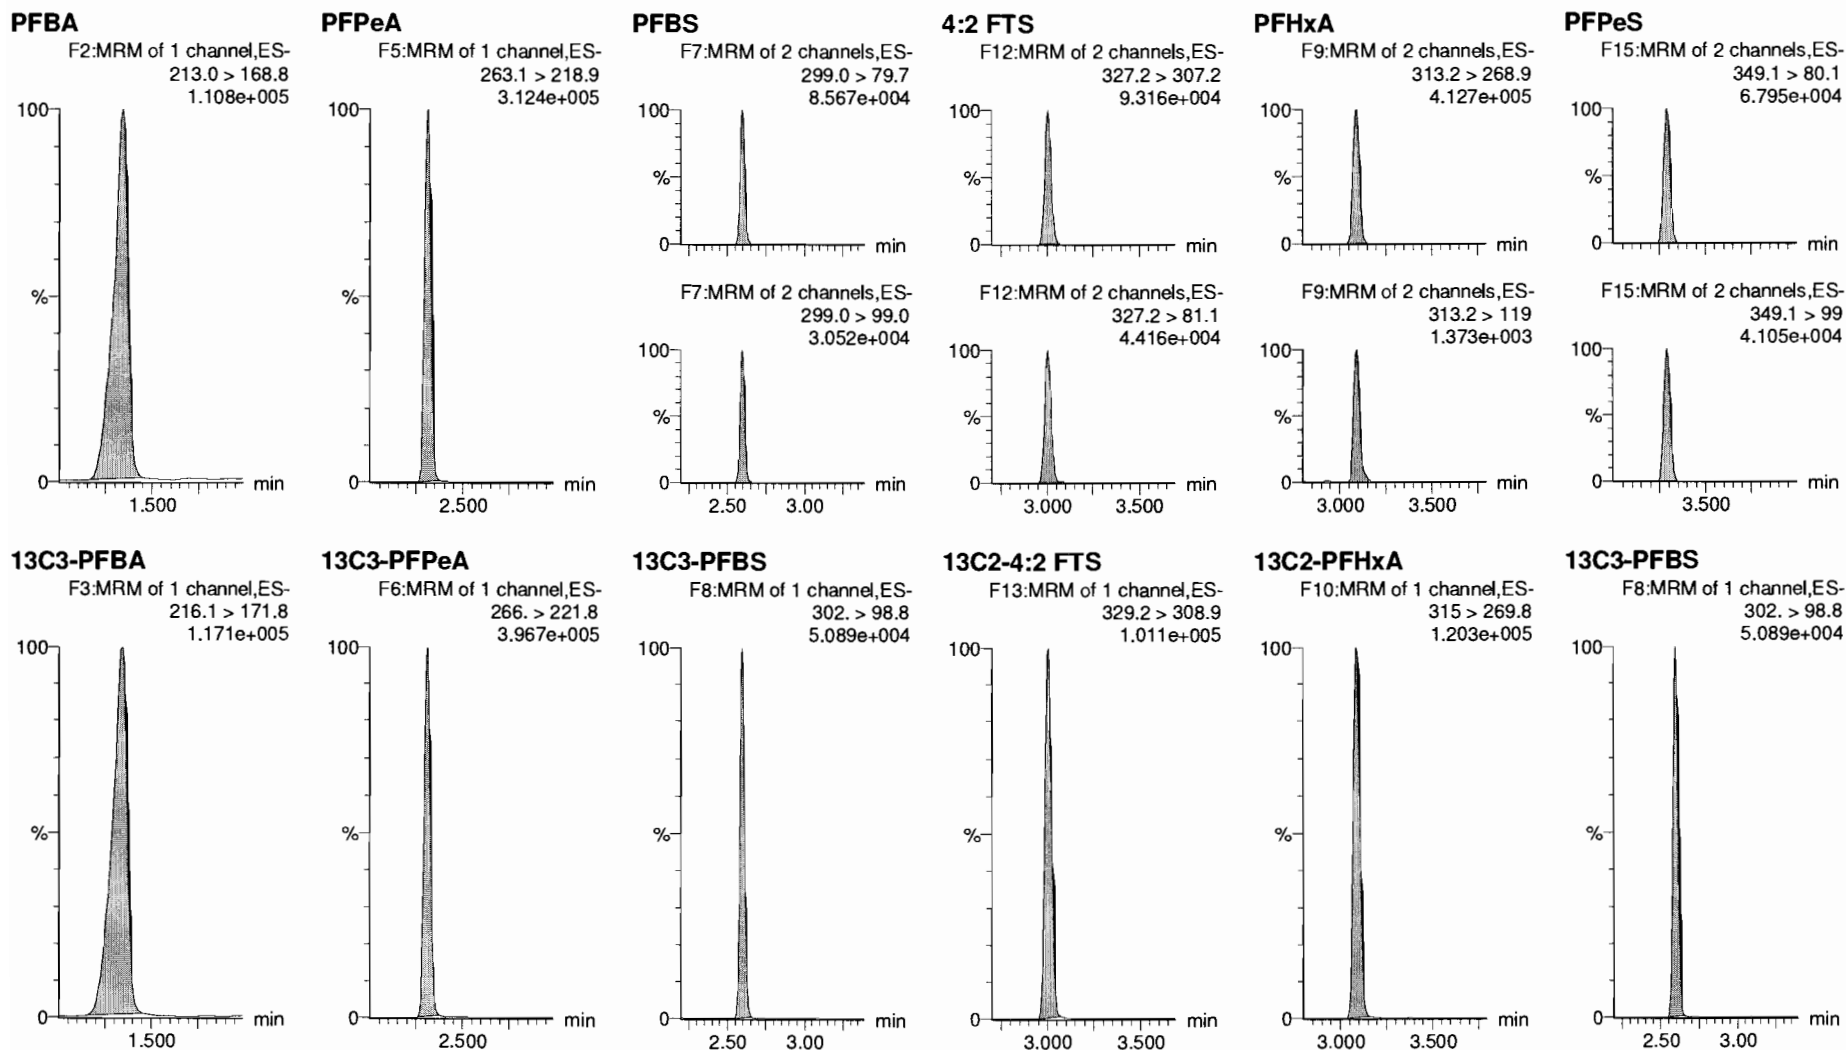 PFBA
F2:MRM of 1 channel,ES-
213.0 > 168.8
1.108e+005
100
%
0
min
1.500
PFPeA
F5:MRM of 1 channel,ES-
263.1 > 218.9
3.124e+005
100
%
0
min
2.500
PFBS
F7:MRM of 2 channels,ES-
299.0 > 79.7
8.567e+004
100
%
0
min
F7:MRM of 2 channels,ES-
299.0 > 99.0
3.052e+004
100
%
0
min
2.50 3.00
4:2 FTS
F12:MRM of 2 channels,ES-
327.2 > 307.2
9.316e+004
100
%
0
min
F12:MRM of 2 channels,ES-
327.2 > 81.1
4.416e+004
100
%
0
min
3.000 3.500
PFHxA
F9:MRM of 2 channels,ES-
313.2 > 268.9
4.127e+005
100
%
0
min
F9:MRM of 2 channels,ES-
313.2 > 119
1.373e+003
100
%
0
min
3.000 3.500
PFPeS
F15:MRM of 2 channels,ES-
349.1 > 80.1
6.795e+004
100
%
0
min
F15:MRM of 2 channels,ES-
349.1 > 99
4.105e+004
100
%
0
min
3.500
13C3-PFBA
F3:MRM of 1 channel,ES-
216.1 > 171.8
1.171e+005
100
%
0
min
1.500
13C3-PFPeA
F6:MRM of 1 channel,ES-
266. > 221.8
3.967e+005
100
%
0
min
2.500
13C3-PFBS
F8:MRM of 1 channel,ES-
302. > 98.8
5.089e+004
100
%
0
min
2.50 3.00
13C2-4:2 FTS
F13:MRM of 1 channel,ES-
329.2 > 308.9
1.011e+005
100
%
0
min
3.000 3.500
13C2-PFHxA
F10:MRM of 1 channel,ES-
315 > 269.8
1.203e+005
100
%
0
min
3.000 3.500
13C3-PFBS
F8:MRM of 1 channel,ES-
302. > 98.8
5.089e+004
100
%
0
min
2.50 3.00